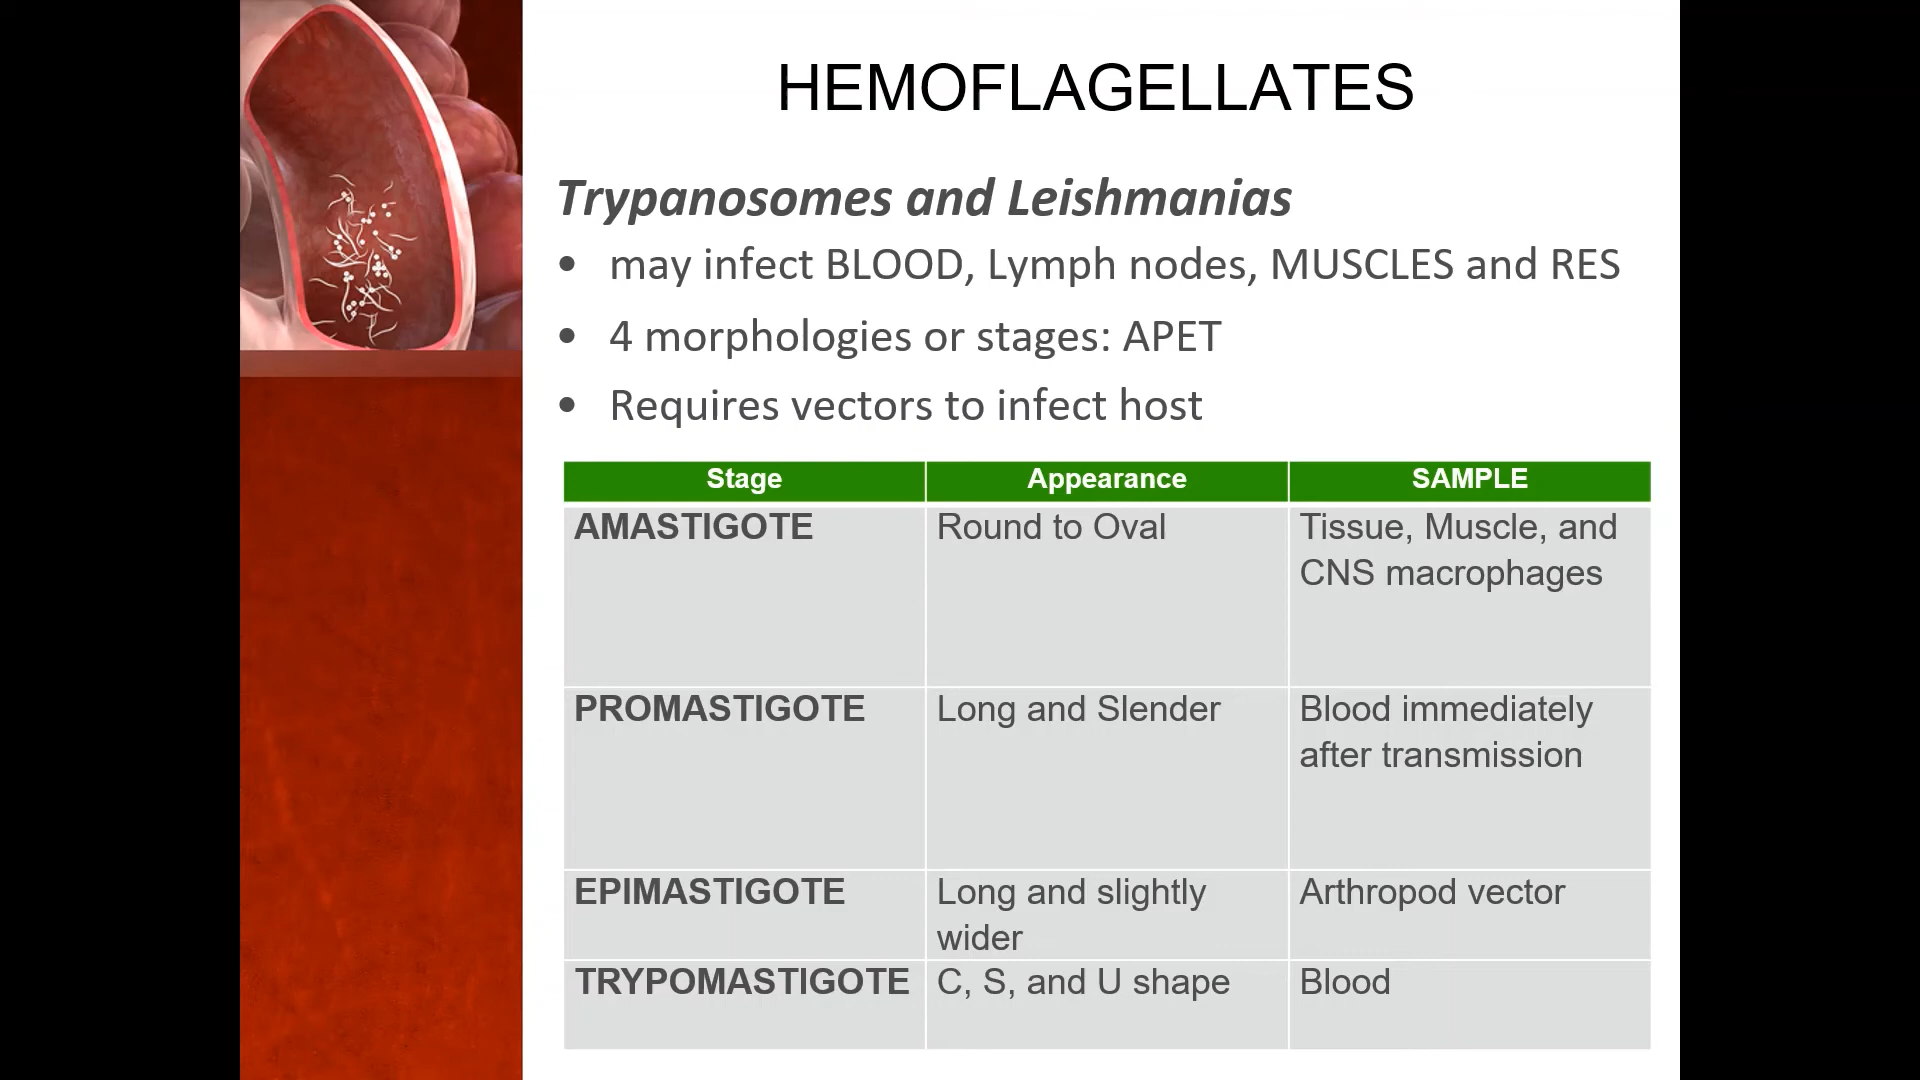 HEMOFLAGELLATES
Trypanosomes and Leishmanias
• may infect BLOOD, Lymph nodes, MUSCLES and RES
• 4 morphologies or stages: APET
• Requires vectors to infect host
Stage Appearance SAMPLE
AMASTIGOTE Round to Oval Tissue, Muscle, and
CNS macrophages
PROMASTIGOTE Long and Slender Blood immediately
after transmission
EPIMASTIGOTE Long and slightly Arthropod vector
wider
TRYPOMASTIGOTE C, S, and U shape Blood